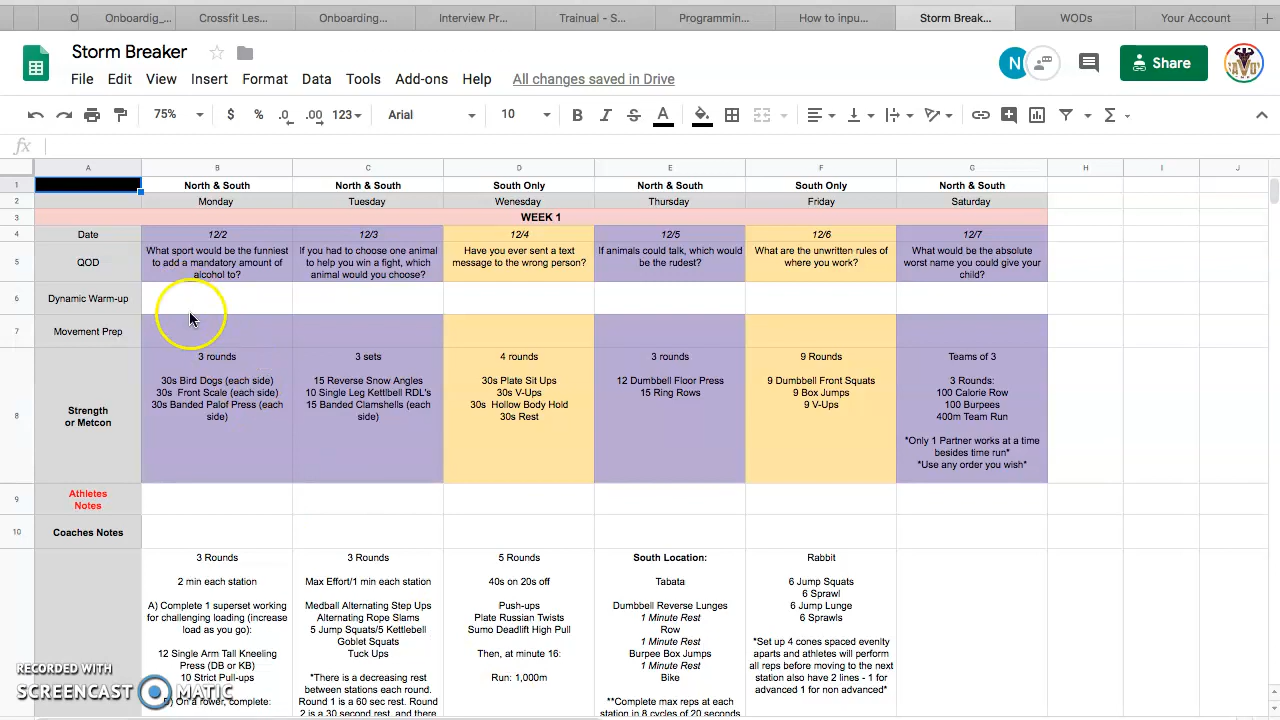 O
Onboardig_...
Crossfit Les...
Onboarding...
Interview Pr...
Trainual - S...
Programmin...
How to inpu...
Storm Break...
WODs
Your Account
Storm Breaker
File Edit View Insert Format Data Tools Add-ons Help All changes saved in Drive
N
Share
75% $ % .0 .00 123 Arial 10 B I S A
fx
A B C D E F G H I J
1 North & South North & South South Only North & South South Only North & South
2 Monday Tuesday Wenesday Thursday Friday Saturday
3 WEEK 1
4 Date 12/2 12/3 12/4 12/5 12/6 12/7
5 QOD
What sport would be the funniest
to add a mandatory amount of
alcohol to?
If you had to choose one animal
to help you win a fight, which
animal would you choose?
Have you ever sent a text
message to the wrong person?
If animals could talk, which would
be the rudest?
What are the unwritten rules of
where you work?
What would be the absolute
worst name you could give your
child?
6 Dynamic Warm-up
7 Movement Prep
8 Strength
or Metcon
3 rounds
30s Bird Dogs (each side)
30s Front Scale (each side)
30s Banded Palof Press (each
side)
3 sets
15 Reverse Snow Angles
10 Single Leg Kettlbell RDL's
15 Banded Clamshells (each
side)
4 rounds
30s Plate Sit Ups
30s V-Ups
30s Hollow Body Hold
30s Rest
3 rounds
12 Dumbbell Floor Press
15 Ring Rows
9 Rounds
9 Dumbbell Front Squats
9 Box Jumps
9 V-Ups
Teams of 3
3 Rounds:
100 Calorie Row
100 Burpees
400m Team Run
*Only 1 Partner works at a time
besides time run*
*Use any order you wish*
9 Athletes
Notes
10 Coaches Notes
3 Rounds
2 min each station
A) Complete 1 superset working
for challenging loading (increase
load as you go):
12 Single Arm Tall Kneeling
Press (DB or KB)
10 Strict Pull-ups
On a rower, complete:
3 Rounds
Max Effort/1 min each station
Medball Alternating Step Ups
Alternating Rope Slams
5 Jump Squats/5 Kettlebell
Goblet Squats
Tuck Ups
*There is a decreasing rest
between stations each round.
Round 1 is a 60 sec rest. Round
2 is a 30 second rest, and there
5 Rounds
40s on 20s off
Push-ups
Plate Russian Twists
Sumo Deadlift High Pull
Then, at minute 16:
Run: 1,000m
South Location:
Tabata
Dumbbell Reverse Lunges
1 Minute Rest
Row
1 Minute Rest
Burpee Box Jumps
1 Minute Rest
Bike
**Complete max reps at each
station in 8 cycles of 20 seconds
Rabbit
6 Jump Squats
6 Sprawl
6 Jump Lunge
6 Sprawls
*Set up 4 cones spaced evenlty
aparts and athletes will perform
all reps before moving to the next
station also have 2 lines - 1 for
advanced 1 for non advanced*
RECORDED WITH
SCREENCAST MATIC